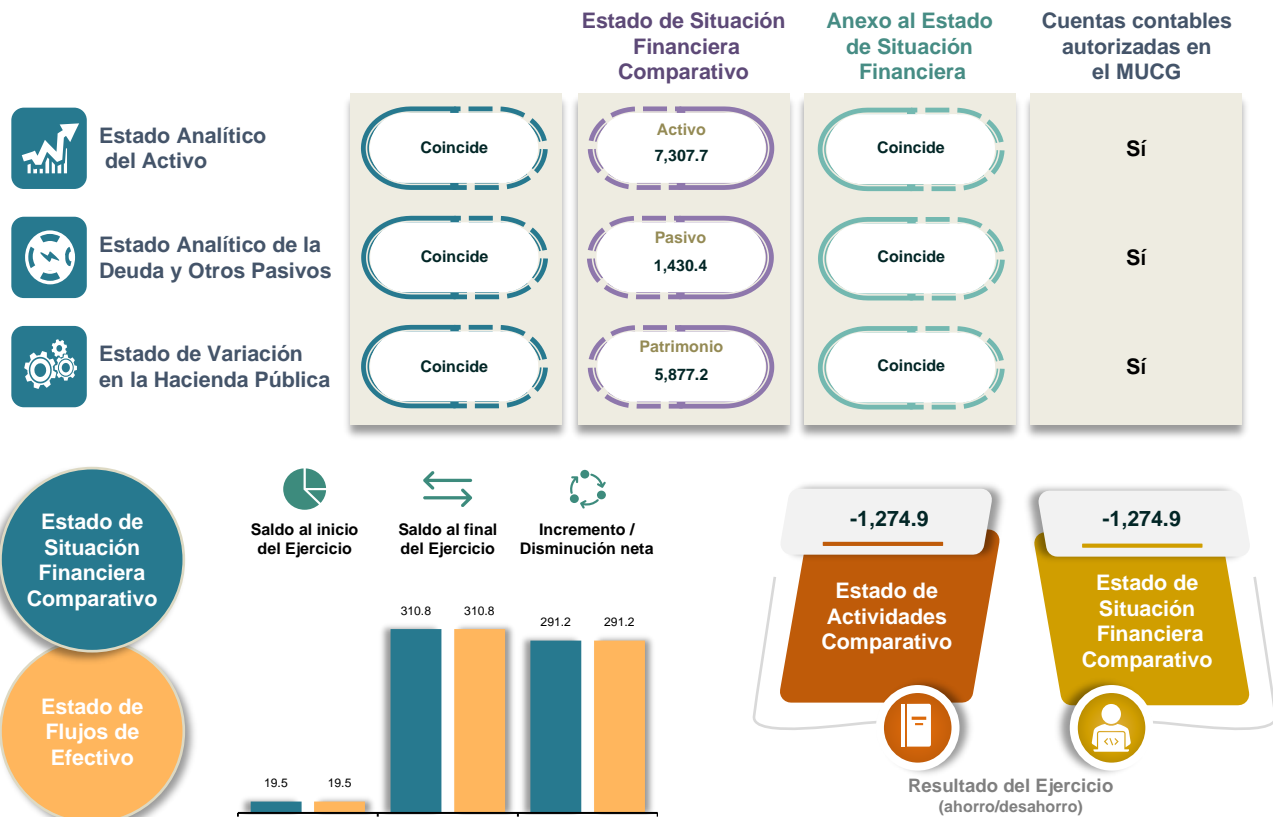 Estado de Situación
Financiera
Comparativo
Anexo al Estado
de Situación
Financiera
Cuentas contables
autorizadas en
el MUCG
Estado Analítico
del Activo
Coincide
Activo
7,307.7
Coincide
Sí
Estado Analítico de la
Deuda y Otros Pasivos
Coincide
Pasivo
1,430.4
Coincide
Sí
Estado de Variación
en la Hacienda Pública
Coincide
Patrimonio
5,877.2
Coincide
Sí
Estado de
Situación
Financiera
Comparativo
Estado de
Flujos de
Efectivo
Saldo al inicio
del Ejercicio
Saldo al final
del Ejercicio
Incremento /
Disminución neta
19.5
19.5
310.8
310.8
291.2
291.2
-1,274.9
Estado de
Actividades
Comparativo
-1,274.9
Estado de
Situación
Financiera
Comparativo
Resultado del Ejercicio
(ahorro/desahorro)